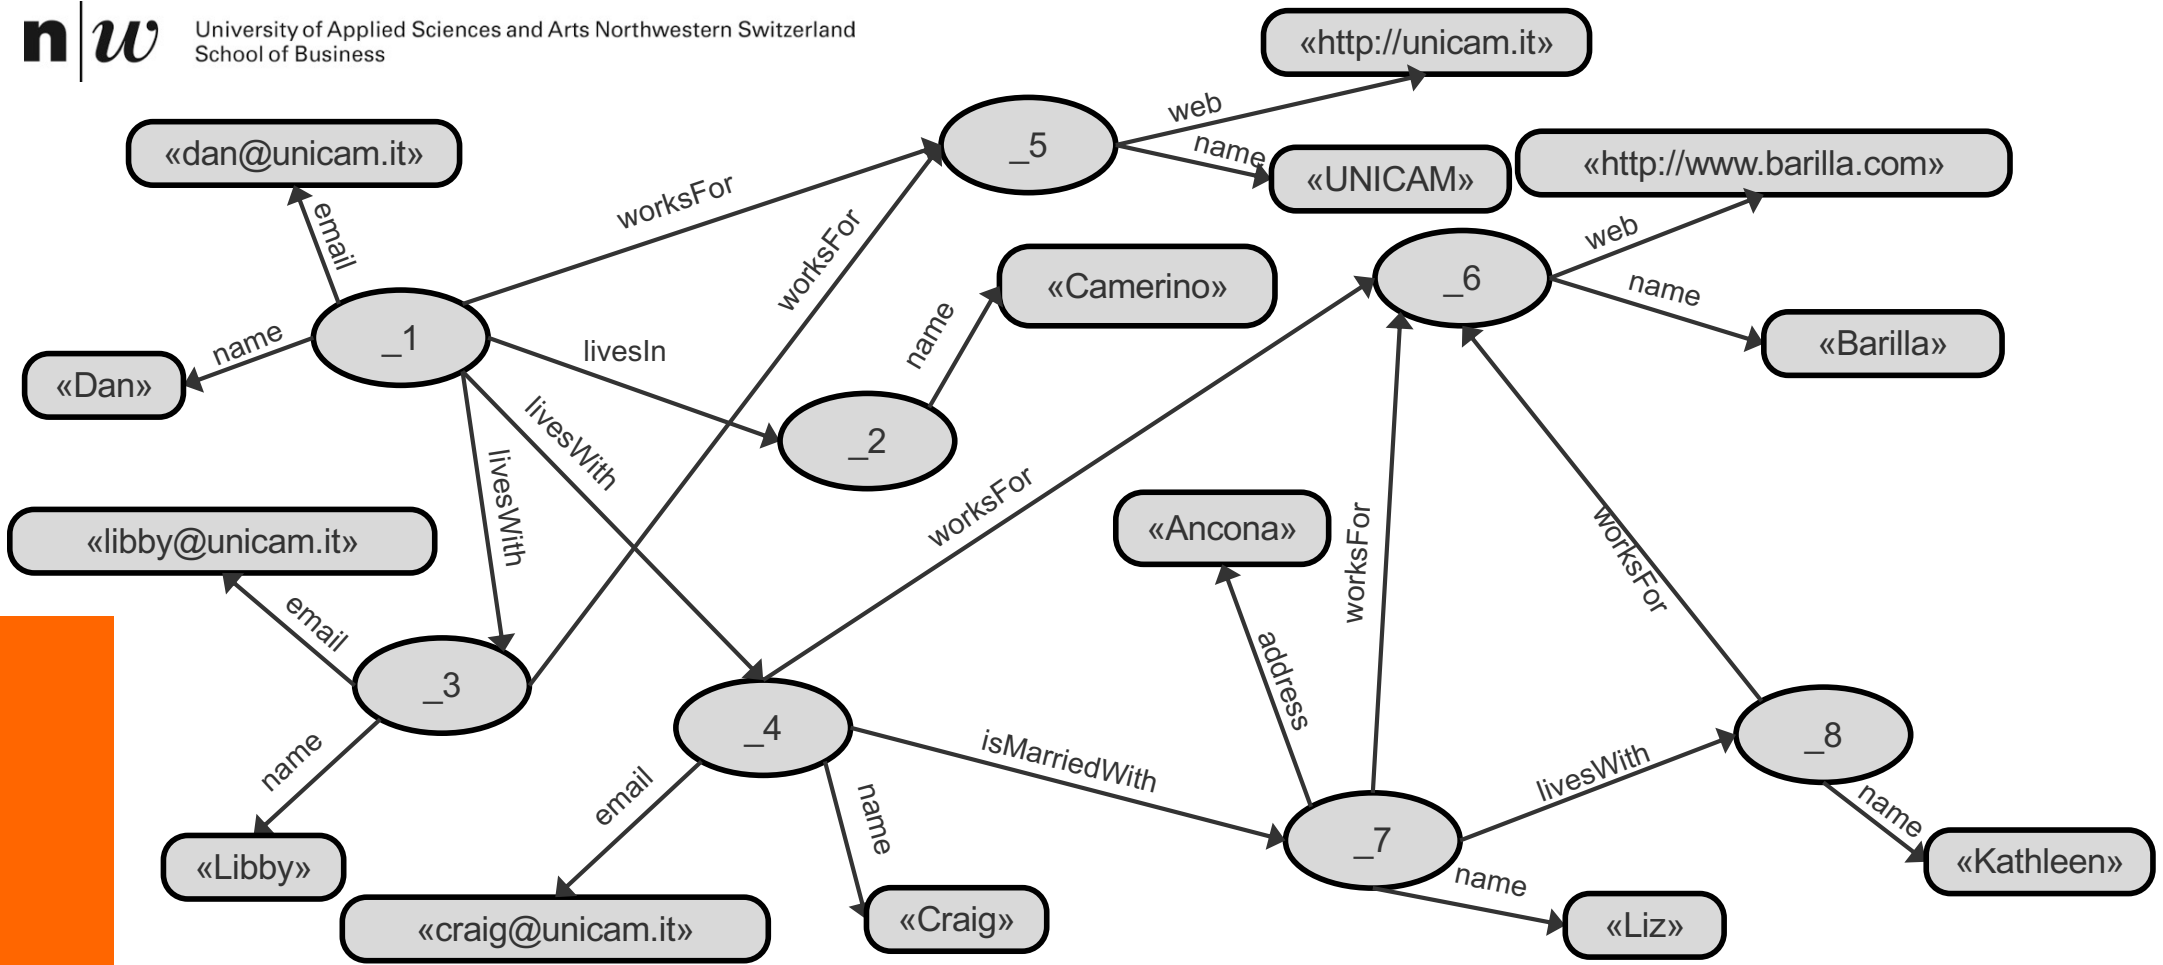 n|w
University of Applied Sciences and Arts Northwestern Switzerland
School of Business
«http://unicam.it»
web
_5
name
«UNICAM»
«http://www.barilla.com»
«dan@unicam.it»
email
worksFor
worksFor
web
_6
name
«Barilla»
«Camerino»
name
_1
name
«Dan»
livesIn
_2
livesWith
livesWith
worksFor
«Ancona»
worksFor
worksFor
«libby@unicam.it»
email
_3
name
«Libby»
address
_4
isMarriedWith
email
name
«craig@unicam.it»
«Craig»
_7
livesWith
_8
name
«Kathleen»
name
«Liz»